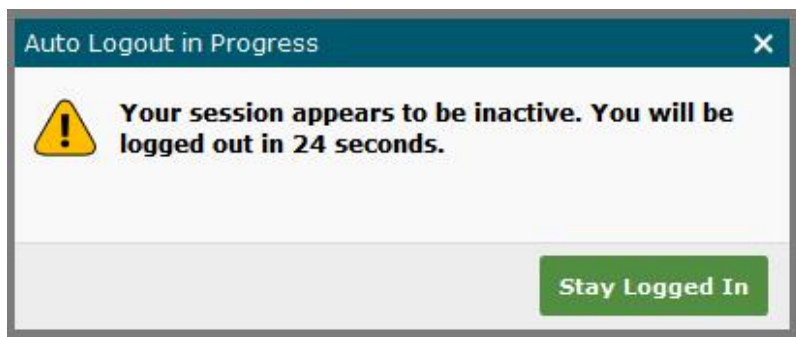 Auto Logout in Progress
Your session appears to be inactive. You will be
logged out in 24 seconds.
Stay Logged In